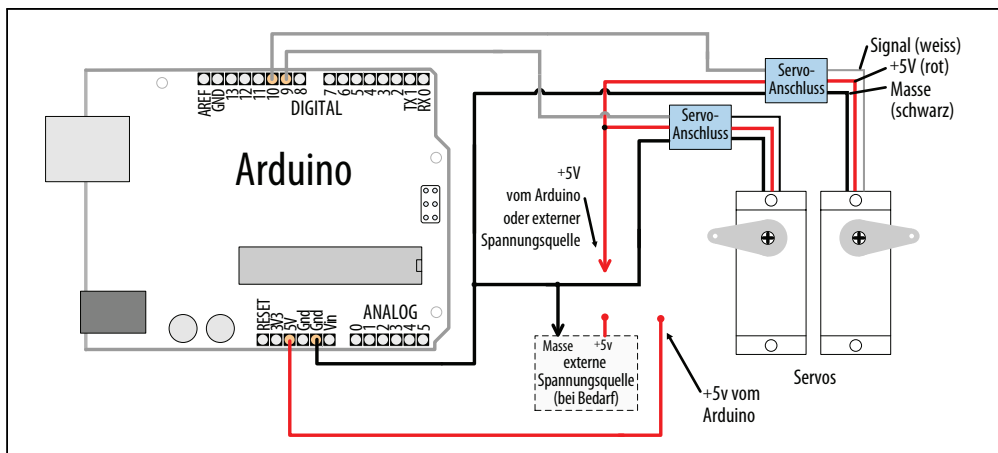 Signal (weiss)
+5V (rot)
Masse
(schwarz)
Servo-
Anschluss
Servo-
Anschluss
AREF
GND
13
12
11
10
9
8
7
6
5
4
3
2
TX 1
RX 0
DIGITAL
Arduino
+5V
vom Arduino
oder externer
Spannungsquelle
RESET
3V3
5V
Gnd
Gnd
Vin
ANALOG
0
1
2
3
4
5
Masse +5v
externe
Spannungsquelle
(bei Bedarf)
+5v vom
Arduino
Servos